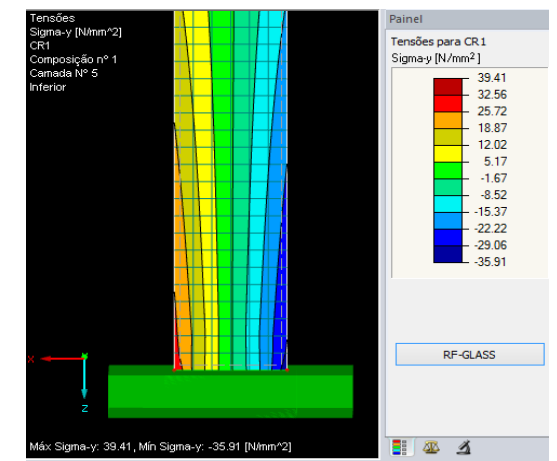 Tensões
Sigma-y [N/mm^2]
CR1
Composição nº 1
Camada Nº 5
Inferior
X
Z
Máx Sigma-y: 39.41, Mín Sigma-y: -35.91 [N/mm^2]
Painel
Tensões para CR1
Sigma-y [N/mm²]
39.41
32.56
25.72
18.87
12.02
5.17
-1.67
-8.52
-15.37
-22.22
-29.06
-35.91
RF-GLASS